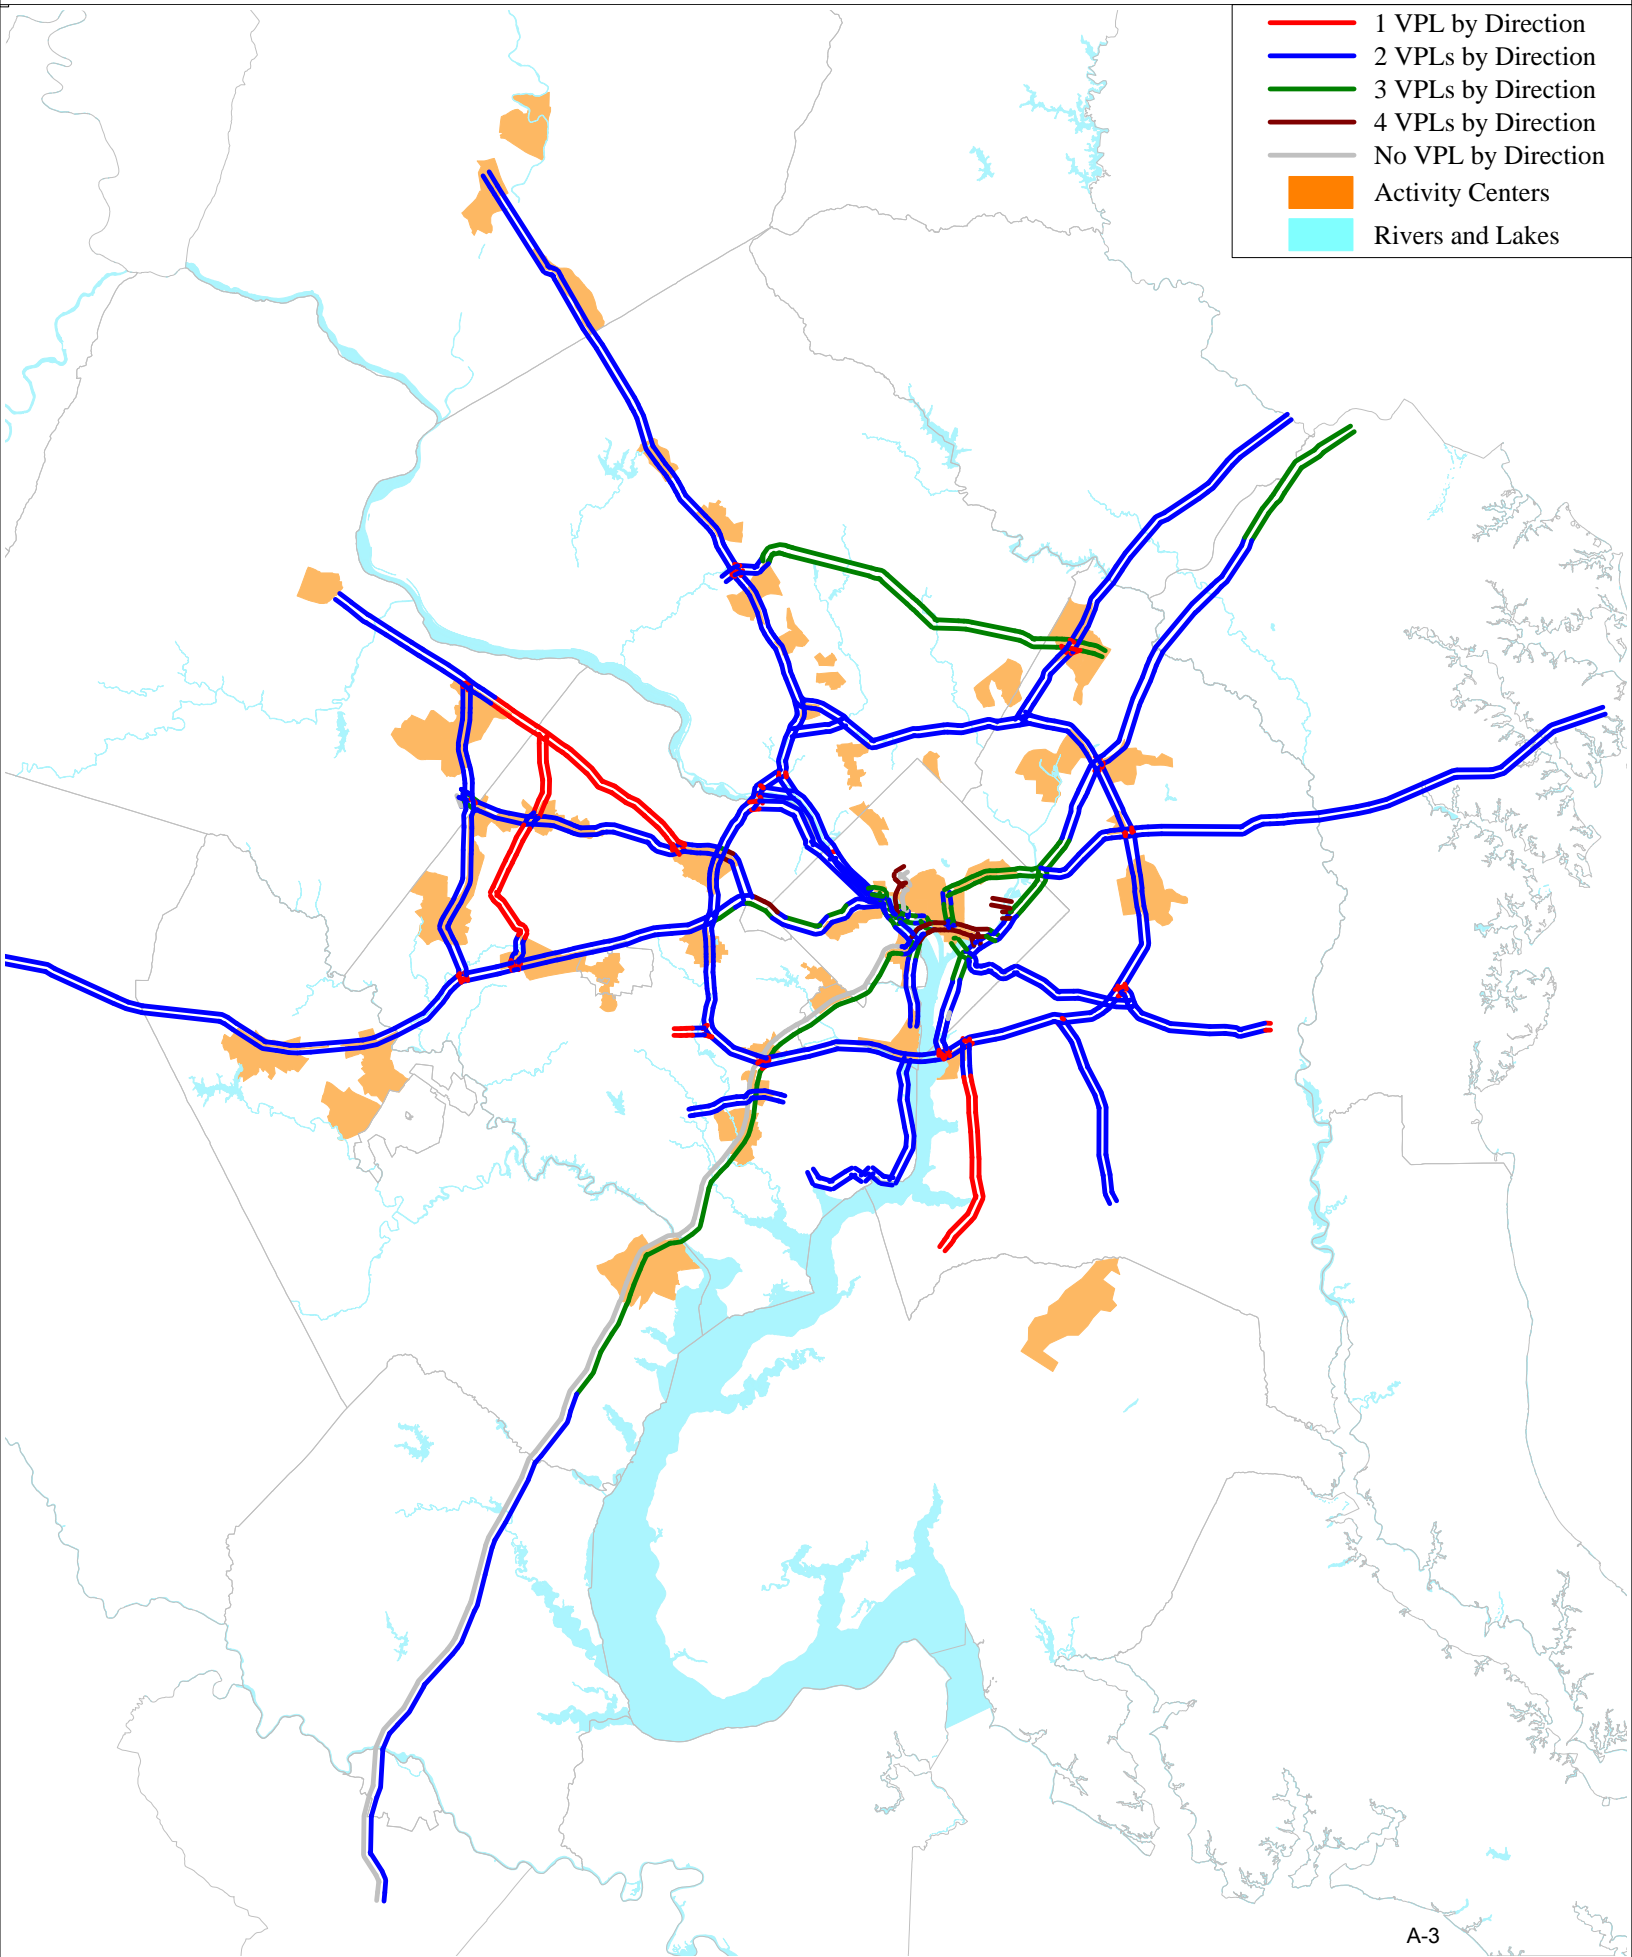 1 VPL by Direction
2 VPLs by Direction
3 VPLs by Direction
4 VPLs by Direction
No VPL by Direction
Activity Centers
Rivers and Lakes
A-3